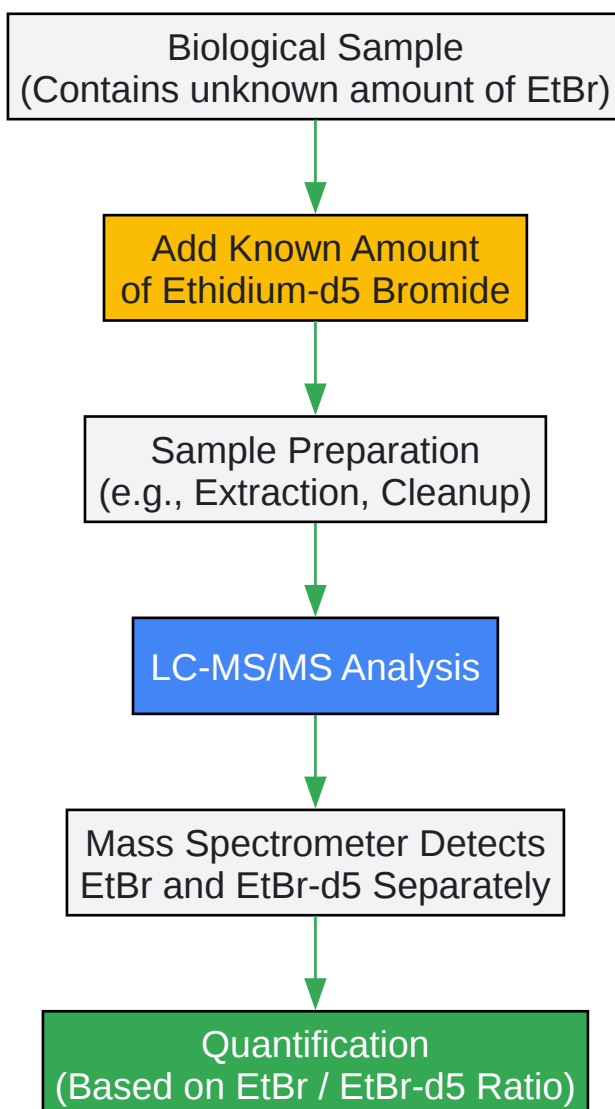 Biological Sample
(Contains unknown amount of EtBr)
Add Known Amount
of Ethidium-d5 Bromide
Sample Preparation
(e.g., Extraction, Cleanup)
LC-MS/MS Analysis
Mass Spectrometer Detects
EtBr and EtBr-d5 Separately
Quantification
(Based on EtBr / EtBr-d5 Ratio)